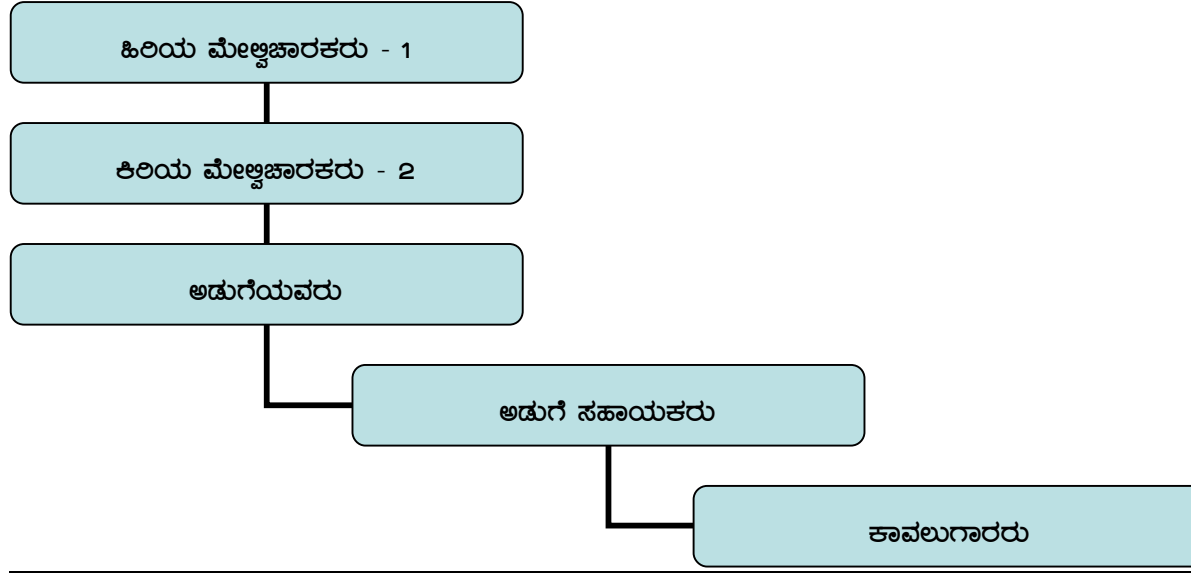 ಹಿರಿಯ ಮೇಲ್ವಿಚಾರಕರು - 1
ಕಿರಿಯ ಮೇಲ್ವಿಚಾರಕರು - 2
ಅಡುಗೆಯವರು
ಅಡುಗೆ ಸಹಾಯಕರು
ಕಾವಲುಗಾರರು